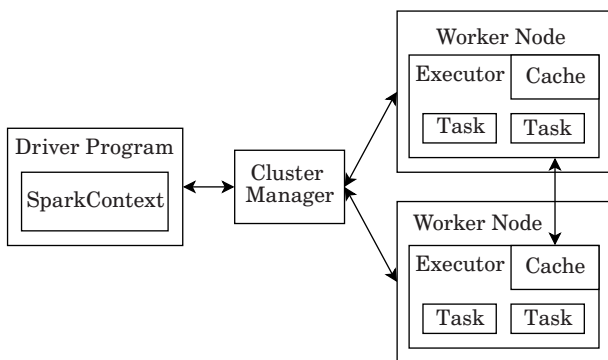 Driver Program
SparkContext
Cluster
Manager
Worker Node
Executor
Cache
Task
Task
Worker Node
Executor
Cache
Task
Task